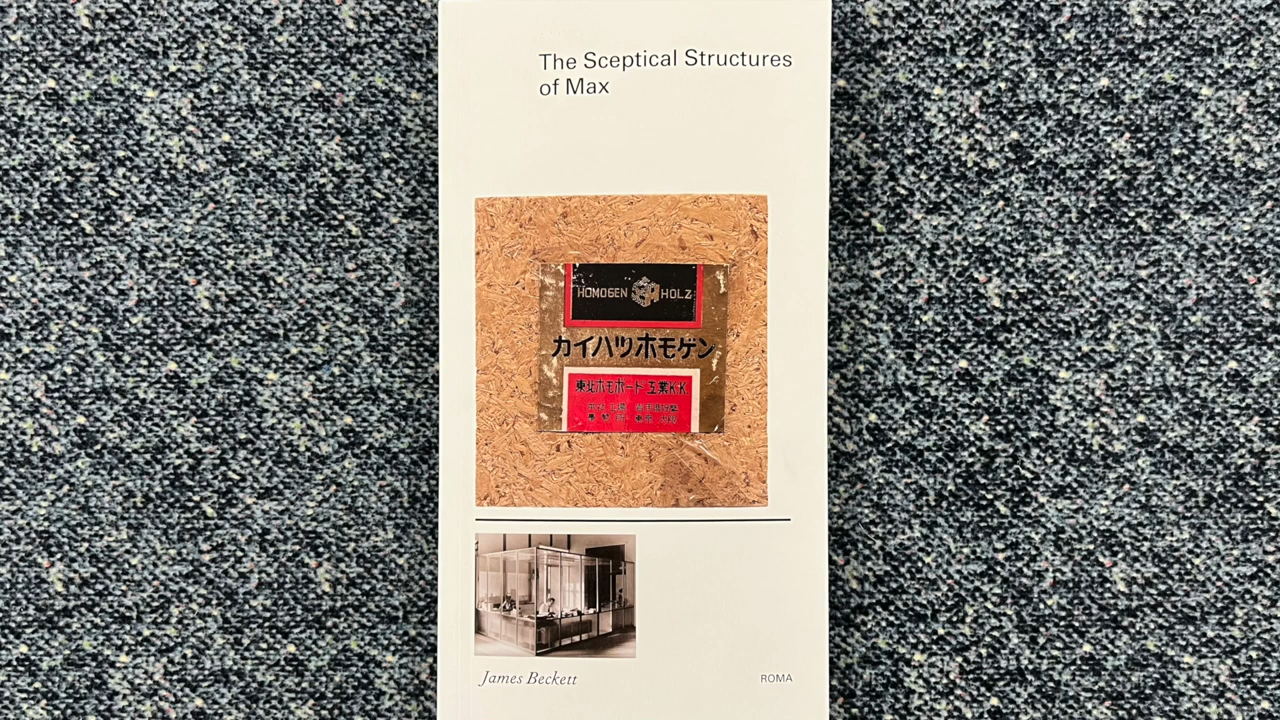 The Sceptical Structures
of Max
HOMOGEN HOLZ
カイハツホモゲン
東北ホモボード工業K.K
James Beckett
ROMA